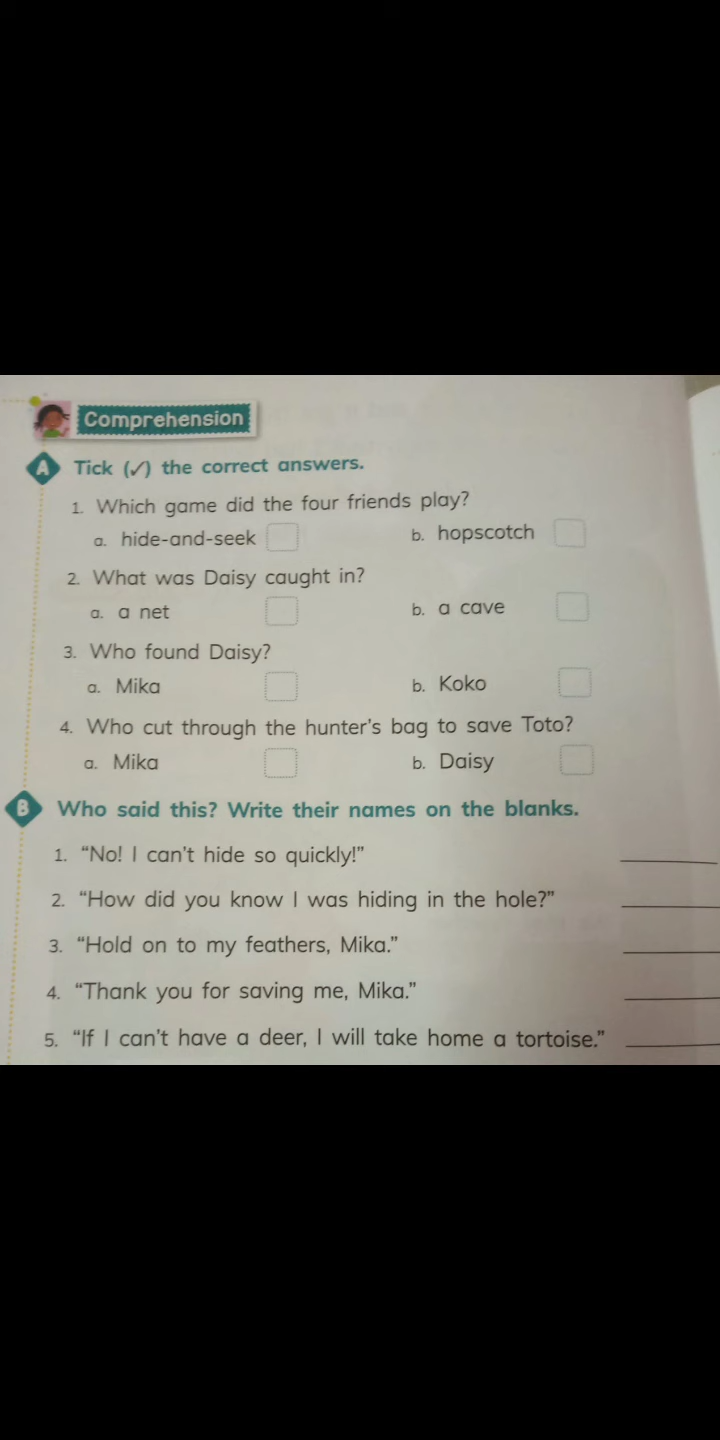 Comprehension
A Tick (✓) the correct answers.
1. Which game did the four friends play?
a. hide-and-seek b. hopscotch
2. What was Daisy caught in?
a. a net b. a cave
3. Who found Daisy?
a. Mika b. Koko
4. Who cut through the hunter's bag to save Toto?
a. Mika b. Daisy
B Who said this? Write their names on the blanks.
1. “No! I can't hide so quickly!”
2. “How did you know I was hiding in the hole?”
3. “Hold on to my feathers, Mika.”
4. “Thank you for saving me, Mika.”
5. “If I can't have a deer, I will take home a tortoise.”